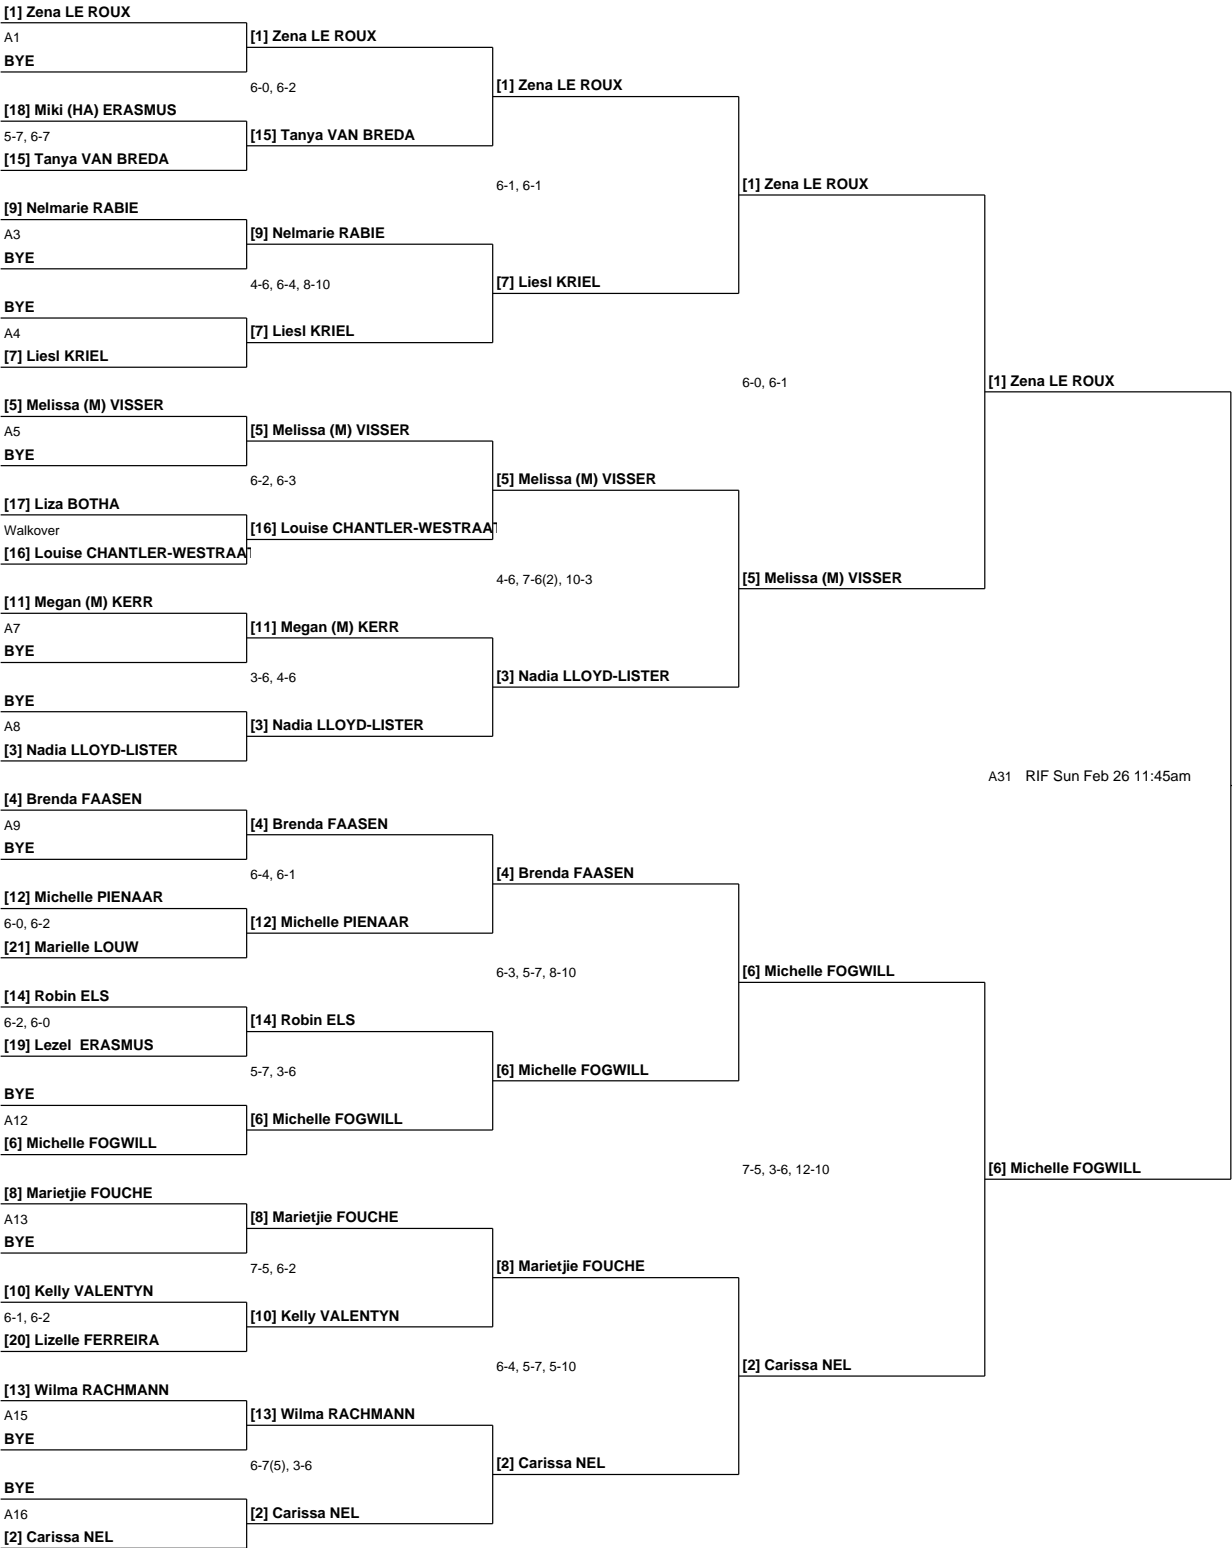 [1] Zena LE ROUX
A1
BYE
[18] Miki (HA) ERASMUS
5-7, 6-7
[15] Tanya VAN BREDA
[9] Nelmarie RABIE
A3
BYE
BYE
A4
[7] Liesl KRIEL
[5] Melissa (M) VISSER
A5
BYE
[17] Liza BOTHA
Walkover
[16] Louise CHANTLER-WESTRAAT
[11] Megan (M) KERR
A7
BYE
BYE
A8
[3] Nadia LLOYD-LISTER
[4] Brenda FAASEN
A9
BYE
[12] Michelle PIENAAR
6-0, 6-2
[21] Marielle LOUW
[14] Robin ELS
6-2, 6-0
[19] Lezel ERASMUS
BYE
A12
[6] Michelle FOGWILL
[8] Marietjie FOUCHE
A13
BYE
[10] Kelly VALENTYN
6-1, 6-2
[20] Lizelle FERREIRA
[13] Wilma RACHMANN
A15
BYE
BYE
A16
[2] Carissa NEL
[1] Zena LE ROUX
6-0, 6-2
[15] Tanya VAN BREDA
[9] Nelmarie RABIE
4-6, 6-4, 8-10
[7] Liesl KRIEL
[5] Melissa (M) VISSER
6-2, 6-3
[16] Louise CHANTLER-WESTRAAT
[11] Megan (M) KERR
3-6, 4-6
[3] Nadia LLOYD-LISTER
[4] Brenda FAASEN
6-4, 6-1
[12] Michelle PIENAAR
[14] Robin ELS
5-7, 3-6
[6] Michelle FOGWILL
[8] Marietjie FOUCHE
7-5, 6-2
[10] Kelly VALENTYN
[13] Wilma RACHMANN
6-7(5), 3-6
[2] Carissa NEL
[1] Zena LE ROUX
6-1, 6-1
[7] Liesl KRIEL
[5] Melissa (M) VISSER
4-6, 7-6(2), 10-3
[3] Nadia LLOYD-LISTER
[4] Brenda FAASEN
6-3, 5-7, 8-10
[6] Michelle FOGWILL
[8] Marietjie FOUCHE
6-4, 5-7, 5-10
[2] Carissa NEL
[1] Zena LE ROUX
6-0, 6-1
[5] Melissa (M) VISSER
[6] Michelle FOGWILL
7-5, 3-6, 12-10
[2] Carissa NEL
[1] Zena LE ROUX
A31 RIF Sun Feb 26 11:45am
[6] Michelle FOGWILL